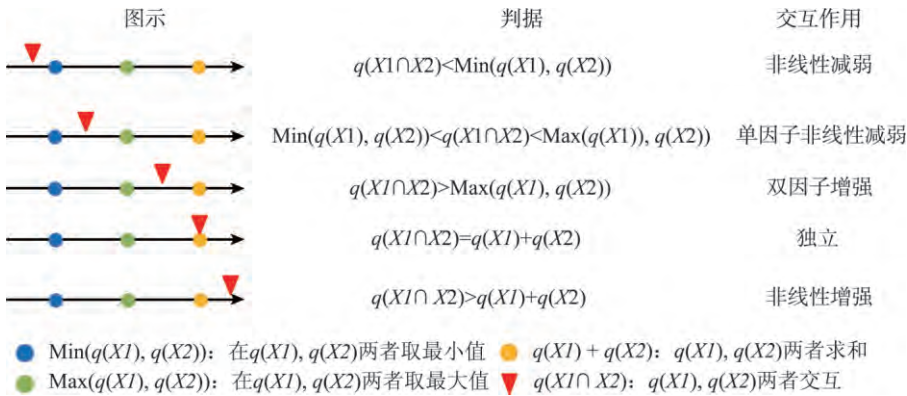 图示 判据 交互作用
q(X1∩X2)<Min(q(X1), q(X2)) 非线性减弱
Min(q(X1), q(X2))<q(X1∩X2)<Max(q(X1)), q(X2)) 单因子非线性减弱
q(X1∩X2)>Max(q(X1), q(X2)) 双因子增强
q(X1∩X2)=q(X1)+q(X2) 独立
q(X1∩X2)>q(X1)+q(X2) 非线性增强
Min(q(X1), q(X2))：在q(X1), q(X2)两者取最小值 q(X1) + q(X2)：q(X1), q(X2)两者求和
Max(q(X1), q(X2))：在q(X1), q(X2)两者取最大值 q(X1∩ X2)：q(X1), q(X2)两者交互